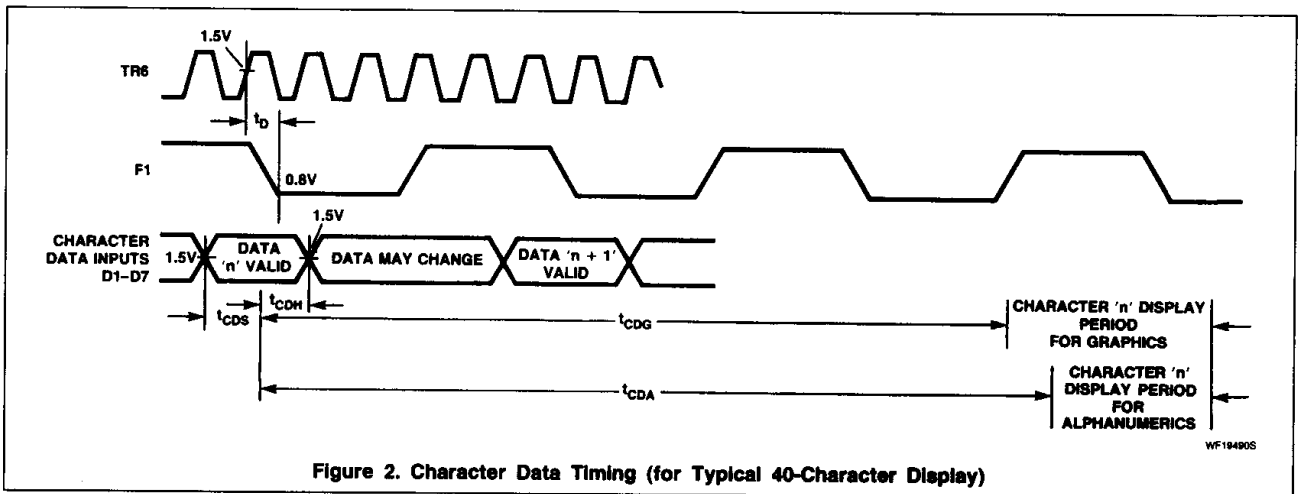 1.5V
TR6
tD
F1
0.8V
1.5V
CHARACTER
DATA INPUTS
D1–D7
1.5V
DATA
'n' VALID
DATA MAY CHANGE
DATA 'n + 1'
VALID
tCDS
tCDH
tCDG
CHARACTER 'n' DISPLAY
PERIOD
FOR GRAPHICS
tCDA
CHARACTER 'n'
DISPLAY PERIOD
FOR
ALPHANUMERICS
WF19490S
Figure 2. Character Data Timing (for Typical 40-Character Display)